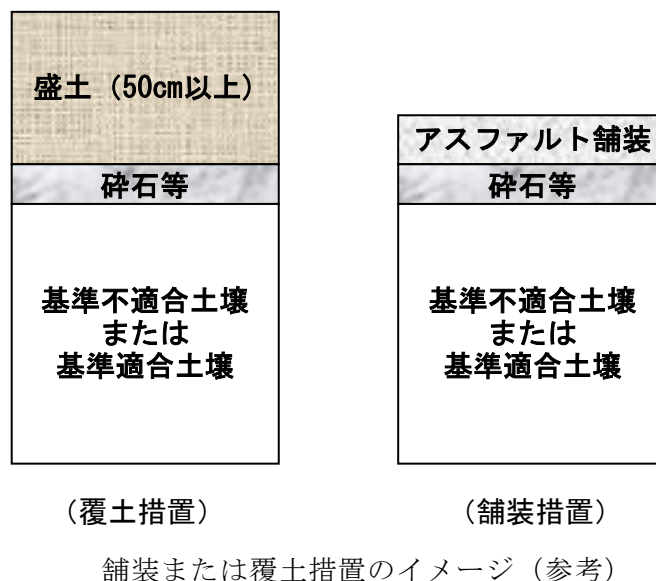 盛土（50cm以上）
砕石等
基準不適合土壌
または
基準適合土壌
（覆土措置）
アスファルト舗装
砕石等
基準不適合土壌
または
基準適合土壌
（舗装措置）
舗装または覆土措置のイメージ（参考）